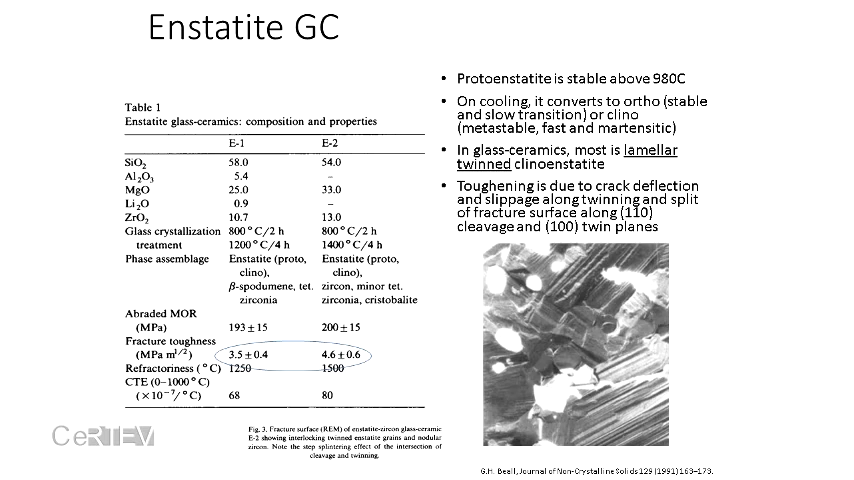 Enstatite GC
Table 1
Enstatite glass-ceramics: composition and properties
E-1 E-2
SiO₂ 58.0 54.0
Al₂O₃ 5.4 –
MgO 25.0 33.0
Li₂O 0.9 –
ZrO₂ 10.7 13.0
Glass crystallization 800°C/2 h 800°C/2 h
treatment 1200°C/4 h 1400°C/4 h
Phase assemblage Enstatite (proto, Enstatite (proto,
clino), clino),
β-spodumene, tet. zircon, minor tet.
zirconia zirconia, cristobalite
Abraded MOR
(MPa) 193±15 200±15
Fracture toughness
(MPa m^1/2) 3.5±0.4 4.6±0.6
Refractoriness (°C) 1250 1500
CTE (0–1000°C)
(×10⁻⁷/°C) 68 80
Fig. 3. Fracture surface (REM) of enstatite-zircon glass-ceramic
E-2 showing interlocking twinned enstatite grains and nodular
zircon. Note the step splintering effect of the intersection of
cleavage and twinning.
CeRTEV
• Protoenstatite is stable above 980C
• On cooling, it converts to ortho (stable
and slow transition) or clino
(metastable, fast and martensitic)
• In glass-ceramics, most is lamellar
twinned clinoenstatite
• Toughening is due to crack deflection
and slippage along twinning and split
of fracture surface along (110)
cleavage and (100) twin planes
G.H. Beall, Journal of Non-Crystalline Solids 129 (1991) 163–173.